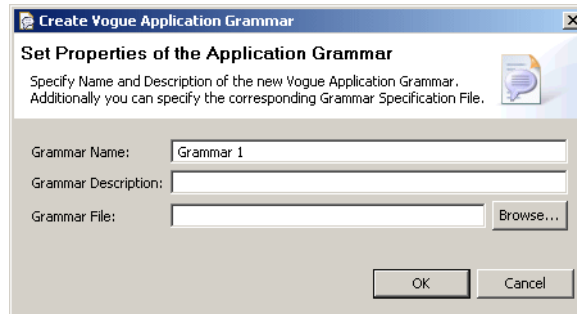 Create Vogue Application Grammar
Set Properties of the Application Grammar
Specify Name and Description of the new Vogue Application Grammar.
Additionally you can specify the corresponding Grammar Specification File.
Grammar Name: Grammar 1
Grammar Description:
Grammar File: Browse...
OK Cancel